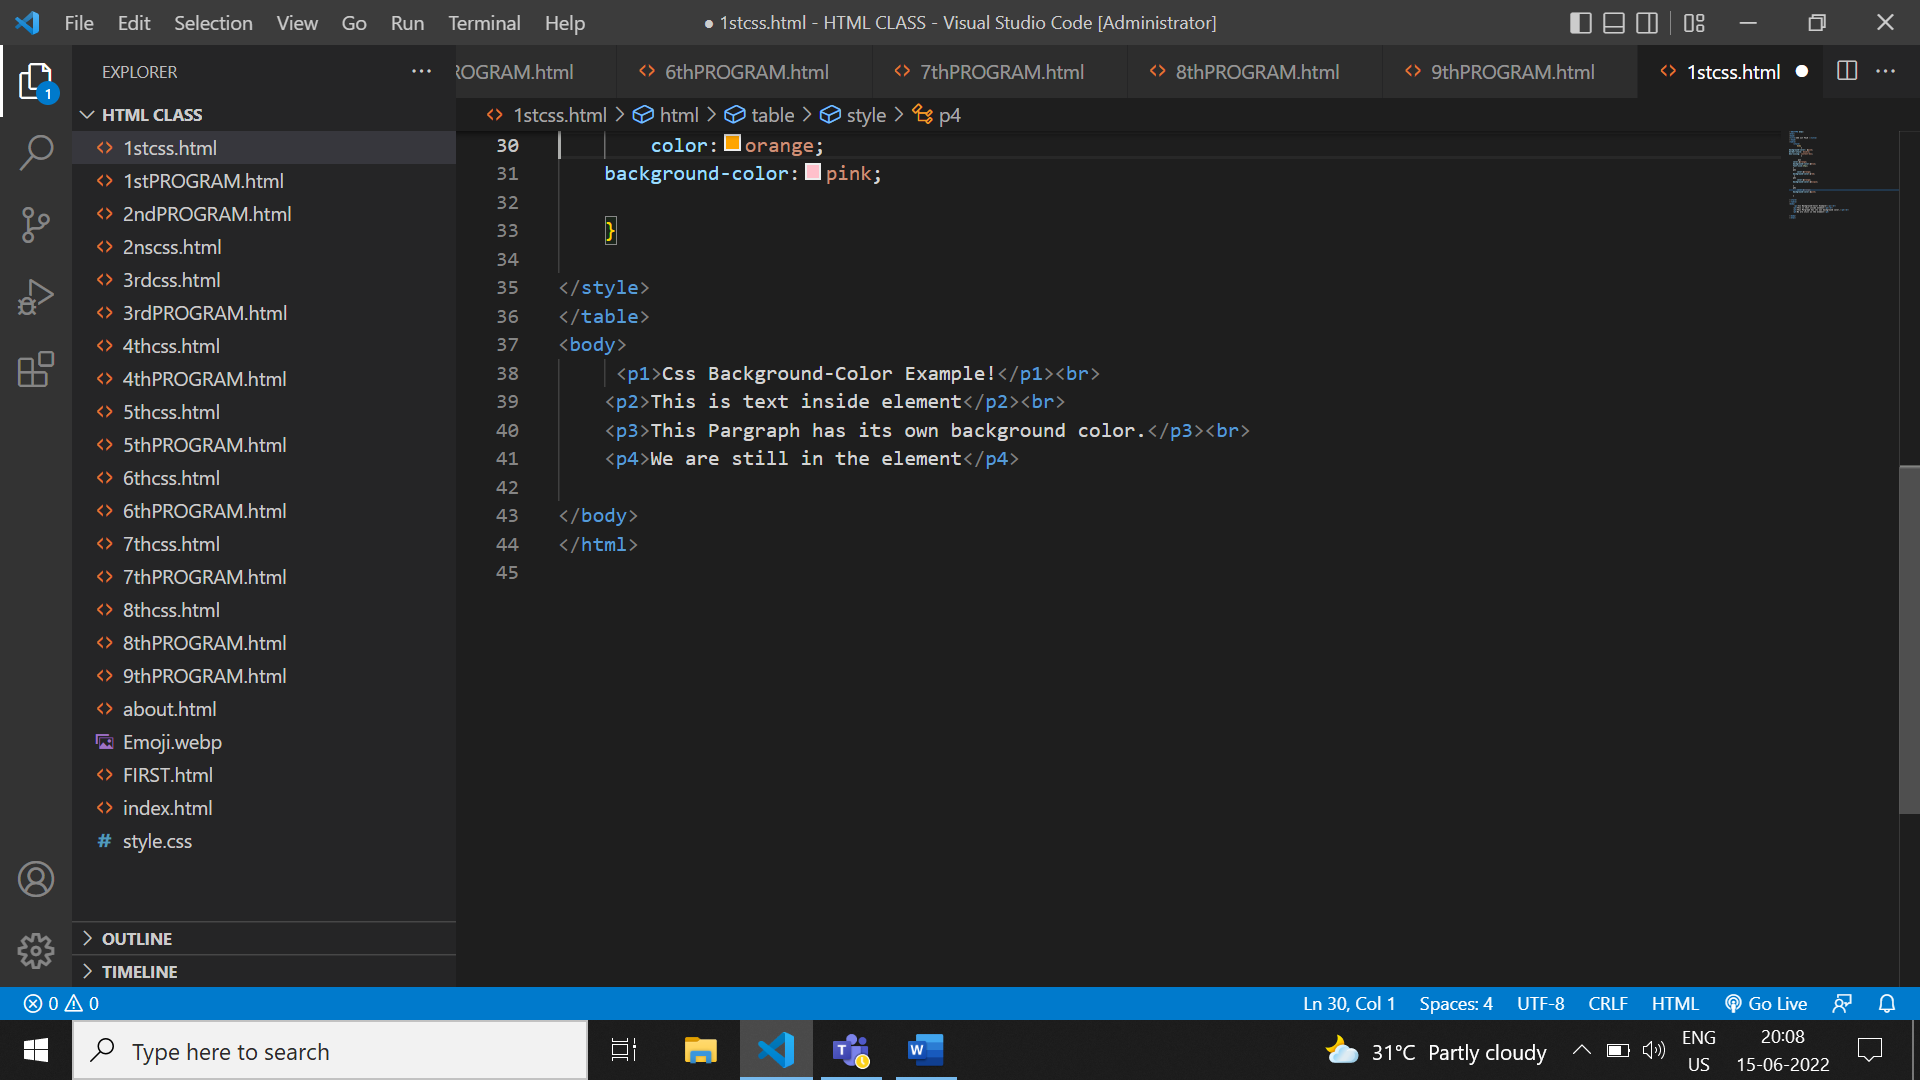 File Edit Selection View Go Run Terminal Help
● 1stcss.html - HTML CLASS - Visual Studio Code [Administrator]
EXPLORER
ROGRAM.html
6thPROGRAM.html
7thPROGRAM.html
8thPROGRAM.html
9thPROGRAM.html
1stcss.html
1
HTML CLASS
1stcss.html
1stPROGRAM.html
2ndPROGRAM.html
2nscss.html
3rdcss.html
3rdPROGRAM.html
4thcss.html
4thPROGRAM.html
5thcss.html
5thPROGRAM.html
6thcss.html
6thPROGRAM.html
7thcss.html
7thPROGRAM.html
8thcss.html
8thPROGRAM.html
9thPROGRAM.html
about.html
Emoji.webp
FIRST.html
index.html
# style.css
OUTLINE
TIMELINE
1stcss.html > html > table > style > p4
30 color: orange;
31 background-color: pink;
32
33 }
34
35 </style>
36 </table>
37 <body>
38 <p1>Css Background-Color Example!</p1><br>
39 <p2>This is text inside element</p2><br>
40 <p3>This Pargraph has its own background color.</p3><br>
41 <p4>We are still in the element</p4>
42
43 </body>
44 </html>
45
0 0
Ln 30, Col 1 Spaces: 4 UTF-8 CRLF HTML Go Live
Type here to search
31°C Partly cloudy
ENG
US
20:08
15-06-2022